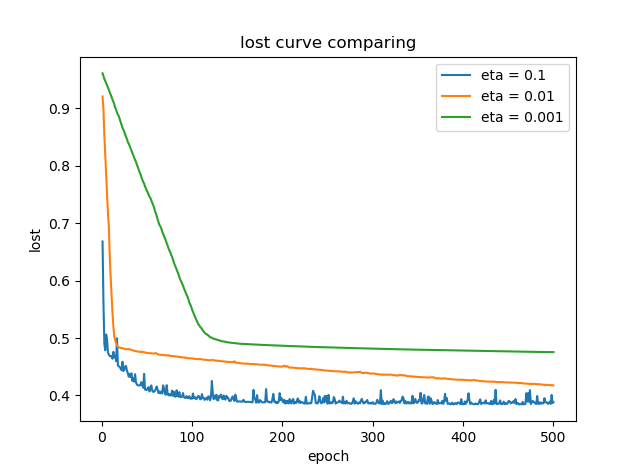 lost curve comparing
eta = 0.1
eta = 0.01
eta = 0.001
lost
0.9
0.8
0.7
0.6
0.5
0.4
0 100 200 300 400 500
epoch